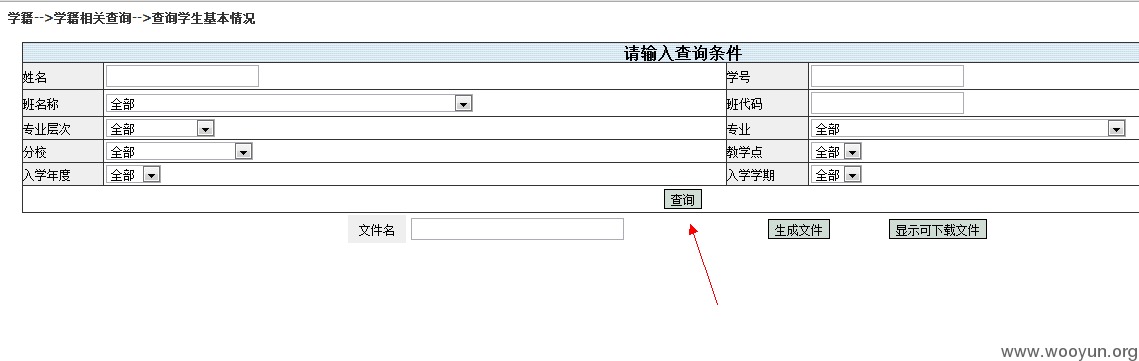 学籍-->学籍相关查询-->查询学生基本情况
请输入查询条件
姓名 学号
班名称 全部 班代码
专业层次 全部 专业 全部
分校 全部 教学点 全部
入学年度 全部 入学学期 全部
查询
文件名 生成文件 显示可下载文件
www.wooyun.org